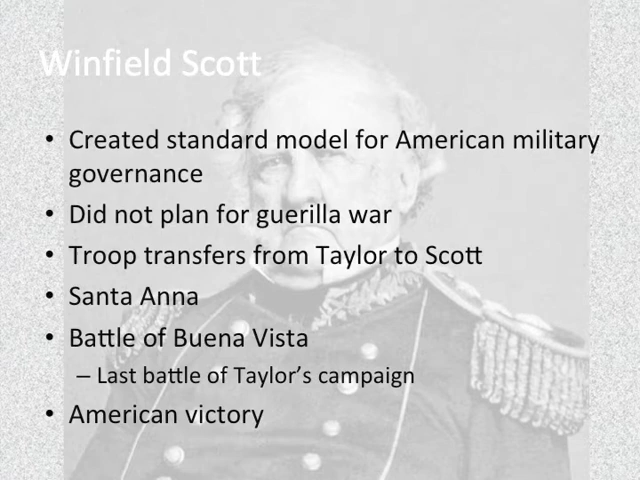 Winfield Scott
• Created standard model for American military
governance
• Did not plan for guerilla war
• Troop transfers from Taylor to Scott
• Santa Anna
• Battle of Buena Vista
– Last battle of Taylor’s campaign
• American victory